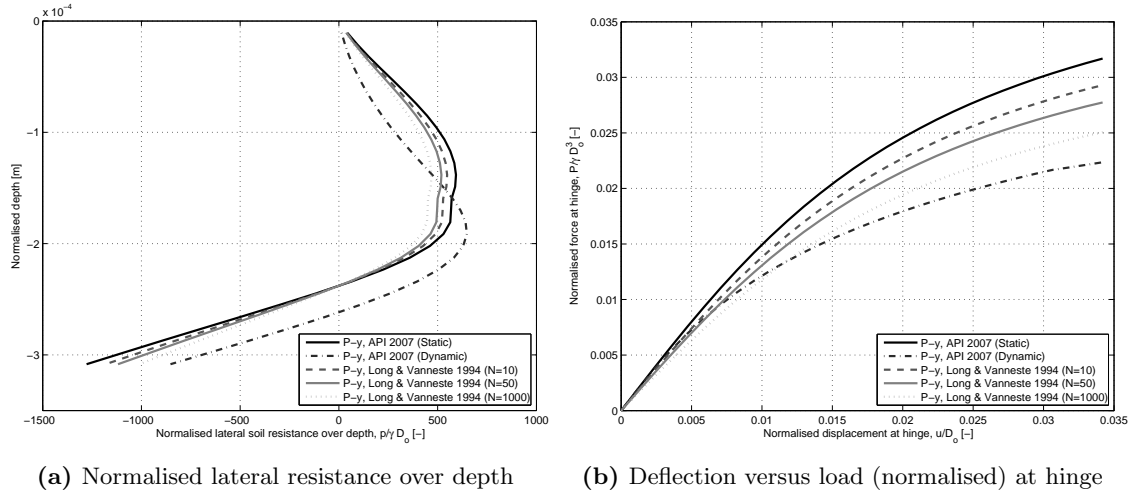 x 10⁻⁴
0
−1
−2
−3
Normalised depth [m]
−1500
−1000
−500
0
500
1000
Normalised lateral soil resistance over depth, p/γ D_o [−]
P−y, API 2007 (Static)
P−y, API 2007 (Dynamic)
P−y, Long & Vanneste 1994 (N=10)
P−y, Long & Vanneste 1994 (N=50)
P−y, Long & Vanneste 1994 (N=1000)
(a) Normalised lateral resistance over depth
0.035
0.03
0.025
0.02
0.015
0.01
0.005
0
Normalised force at hinge, P/γ D_o^3 [−]
0
0.005
0.01
0.015
0.02
0.025
0.03
0.035
Normalised displacement at hinge, u/D_o [−]
P−y, API 2007 (Static)
P−y, API 2007 (Dynamic)
P−y, Long & Vanneste 1994 (N=10)
P−y, Long & Vanneste 1994 (N=50)
P−y, Long & Vanneste 1994 (N=1000)
(b) Deflection versus load (normalised) at hinge